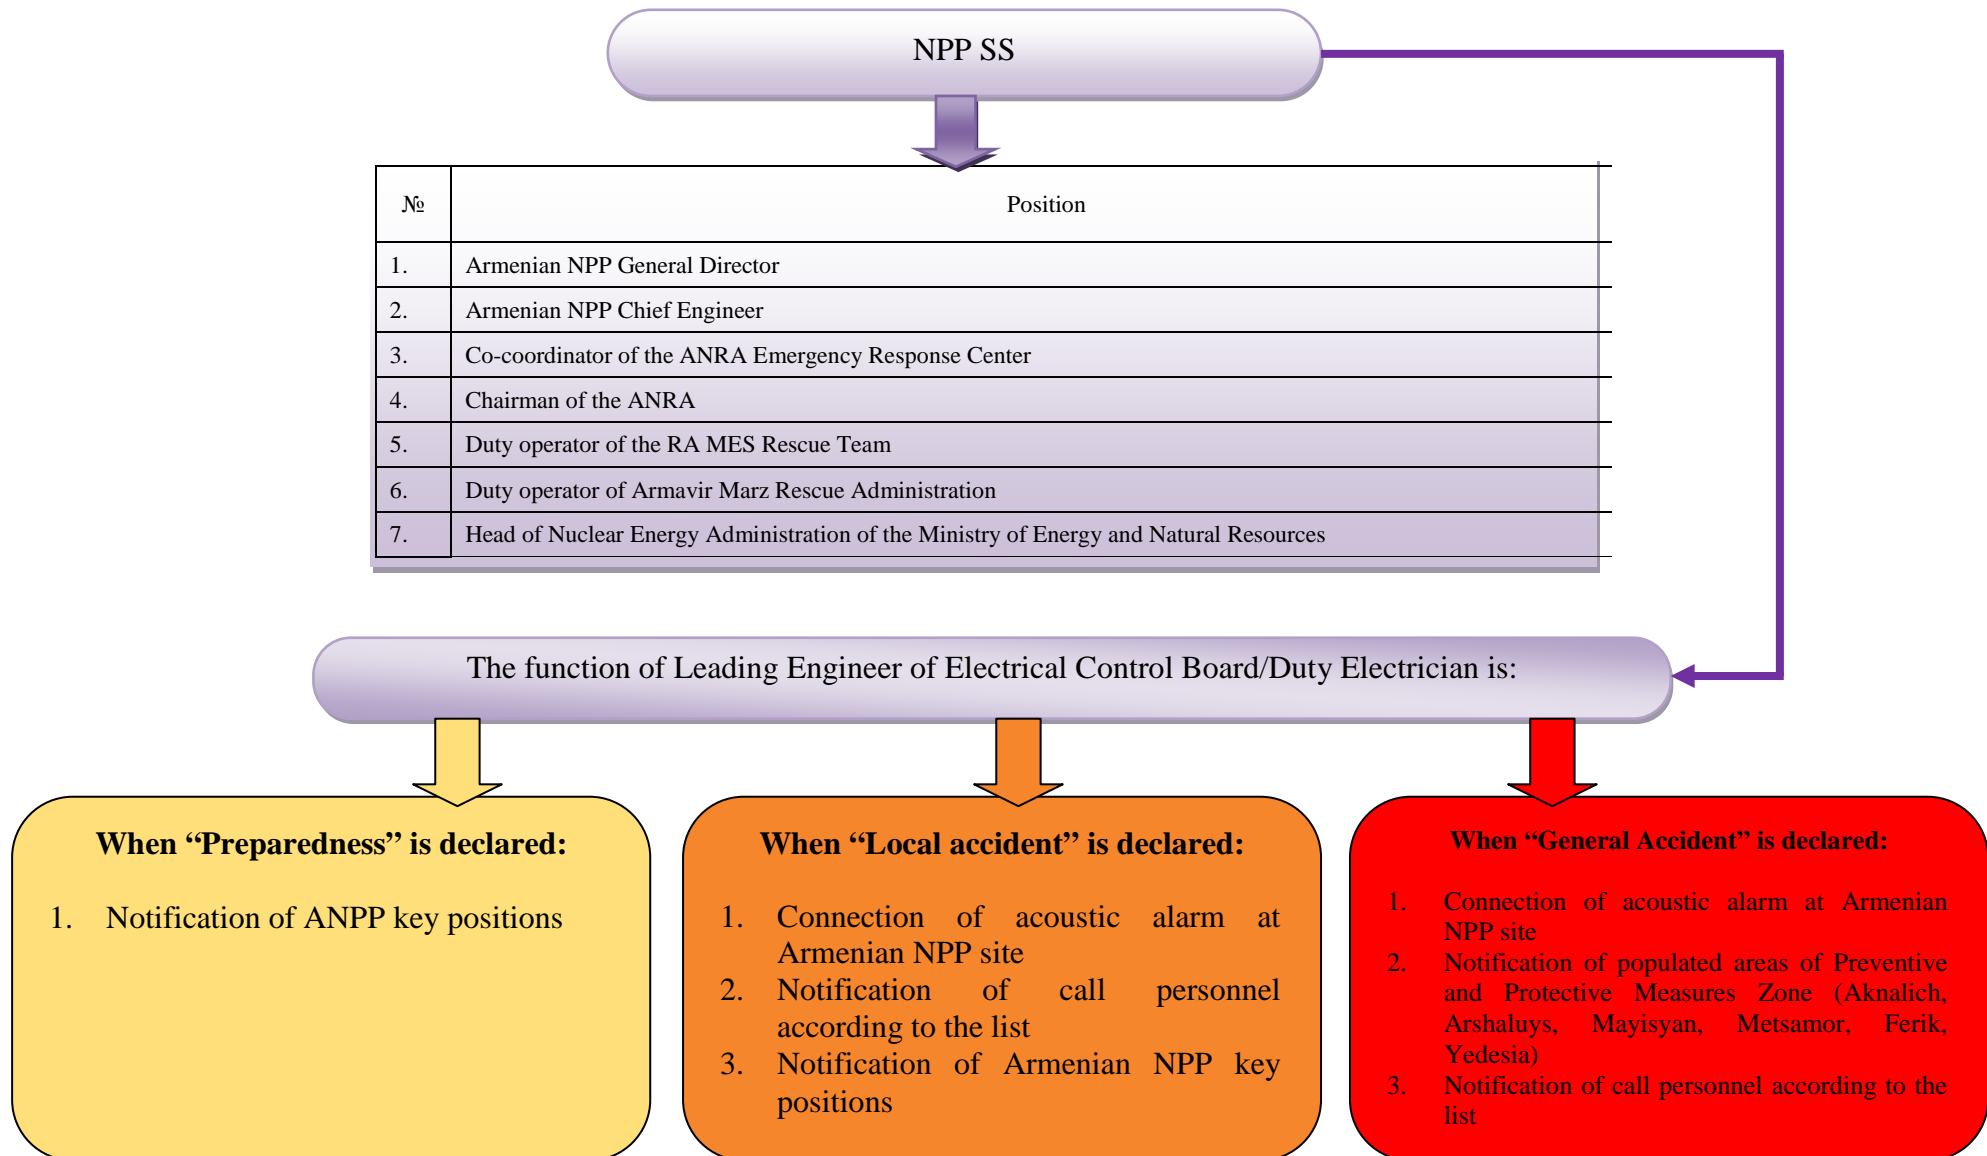 NPP SS
№ Position
1. Armenian NPP General Director
2. Armenian NPP Chief Engineer
3. Co-coordinator of the ANRA Emergency Response Center
4. Chairman of the ANRA
5. Duty operator of the RA MES Rescue Team
6. Duty operator of Armavir Marz Rescue Administration
7. Head of Nuclear Energy Administration of the Ministry of Energy and Natural Resources
The function of Leading Engineer of Electrical Control Board/Duty Electrician is:
When “Preparedness” is declared:
1. Notification of ANPP key positions
When “Local accident” is declared:
1. Connection of acoustic alarm at
Armenian NPP site
2. Notification of call personnel
according to the list
3. Notification of Armenian NPP key
positions
When “General Accident” is declared:
1. Connection of acoustic alarm at Armenian
NPP site
2. Notification of populated areas of Preventive
and Protective Measures Zone (Aknalich,
Arshaluys, Mayisyan, Metsamor, Ferik,
Yedesia)
3. Notification of call personnel according to the
list